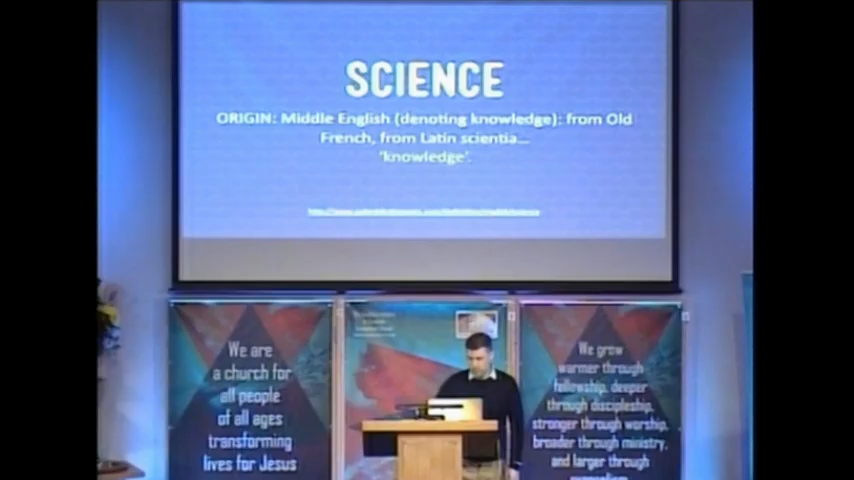 SCIENCE
ORIGIN: Middle English (denoting knowledge): from Old
French, from Latin scientia...
'knowledge'.
We are
a church for
all people
of all ages
transforming
lives for Jesus
We grow
warmer through
fellowship, deeper
through discipleship,
stronger through worship,
broader through ministry,
and larger through